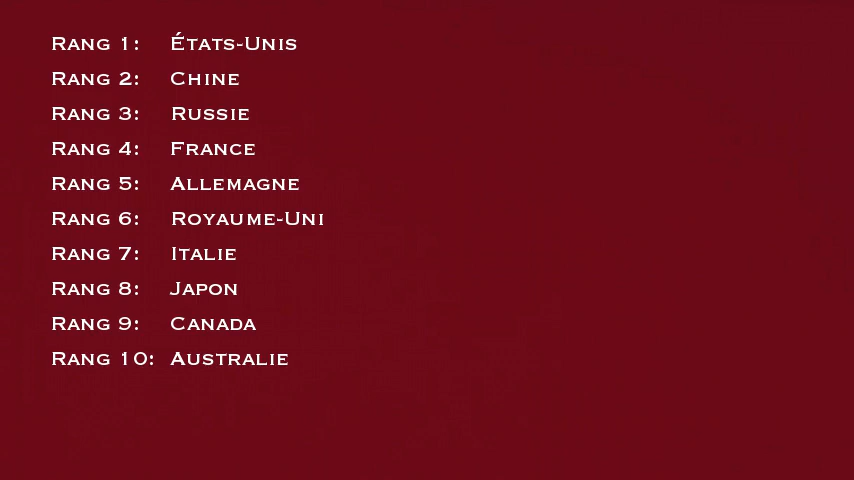 Rang 1: États-Unis
Rang 2: Chine
Rang 3: Russie
Rang 4: France
Rang 5: Allemagne
Rang 6: Royaume-Uni
Rang 7: Italie
Rang 8: Japon
Rang 9: Canada
Rang 10: Australie